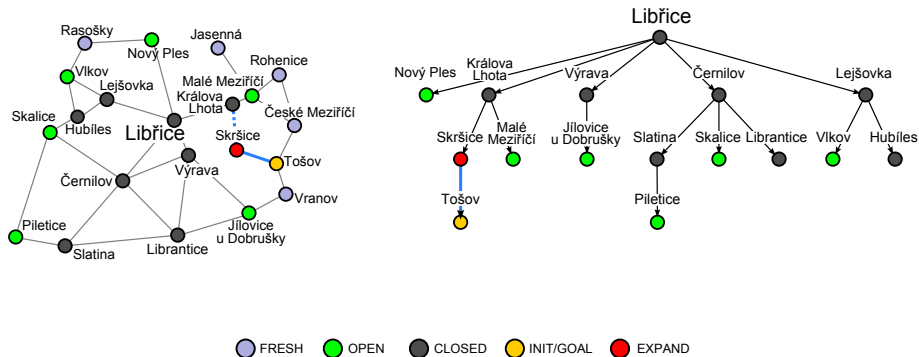 Rasošky
Jasenná
Nový Ples
Rohenice
Vlkov
Malé Meziříčí
Lejšovka
Králova
Lhota
České Meziříčí
Skalice
Hubíles
Libřice
Skršice
Tošov
Výrava
Černilov
Vranov
Piletice
Jílovice
u Dobrušky
Slatina
Librantice
Libřice
Nový Ples
Králova
Lhota
Výrava
Černilov
Lejšovka
Skršice
Malé
Meziříčí
Jílovice
u Dobrušky
Slatina
Skalice
Librantice
Vlkov
Hubíles
Tošov
Piletice
FRESH
OPEN
CLOSED
INIT/GOAL
EXPAND